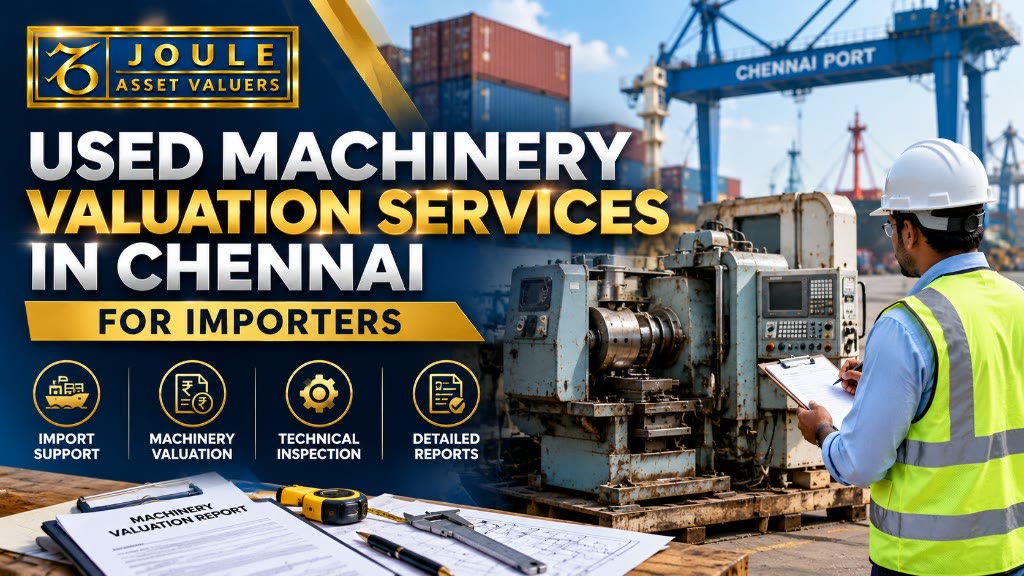 JOULE
ASSET VALUERS
USED MACHINERY
VALUATION SERVICES
IN CHENNAI
FOR IMPORTERS
IMPORT
SUPPORT
MACHINERY
VALUATION
TECHNICAL
INSPECTION
DETAILED
REPORTS
CHENNAI PORT
MACHINERY
VALUATION REPORT